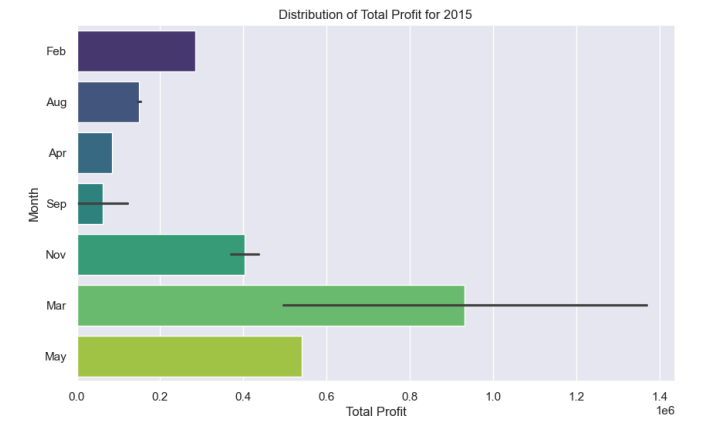 Distribution of Total Profit for 2015
Month
Feb
Aug
Apr
Sep
Nov
Mar
May
0.0 0.2 0.4 0.6 0.8 1.0 1.2 1.4
1e6
Total Profit